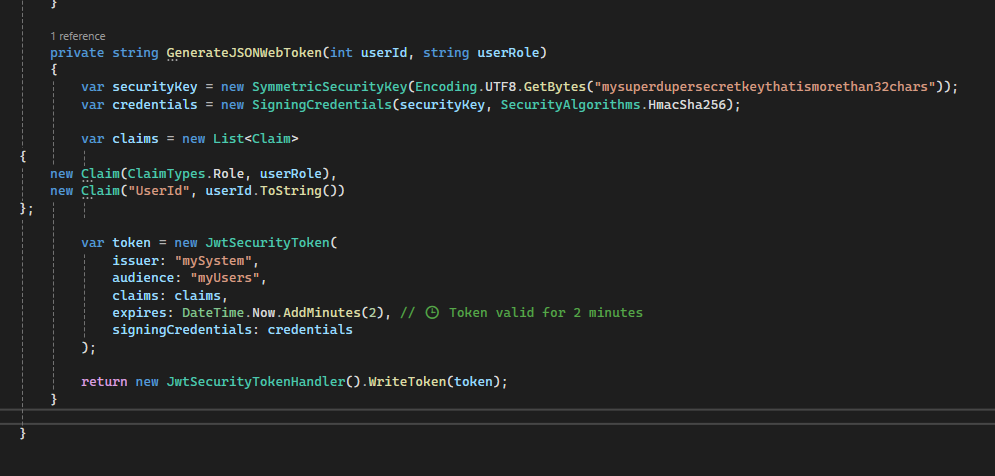 }
1 reference
private string GenerateJSONWebToken(int userId, string userRole)
{
var securityKey = new SymmetricSecurityKey(Encoding.UTF8.GetBytes("mysuperdupersecretkeythatismorethan32chars"));
var credentials = new SigningCredentials(securityKey, SecurityAlgorithms.HmacSha256);
var claims = new List<Claim>
{
new Claim(ClaimTypes.Role, userRole),
new Claim("UserId", userId.ToString())
};
var token = new JwtSecurityToken(
issuer: "mySystem",
audience: "myUsers",
claims: claims,
expires: DateTime.Now.AddMinutes(2), // 🕒 Token valid for 2 minutes
signingCredentials: credentials
);
return new JwtSecurityTokenHandler().WriteToken(token);
}
}